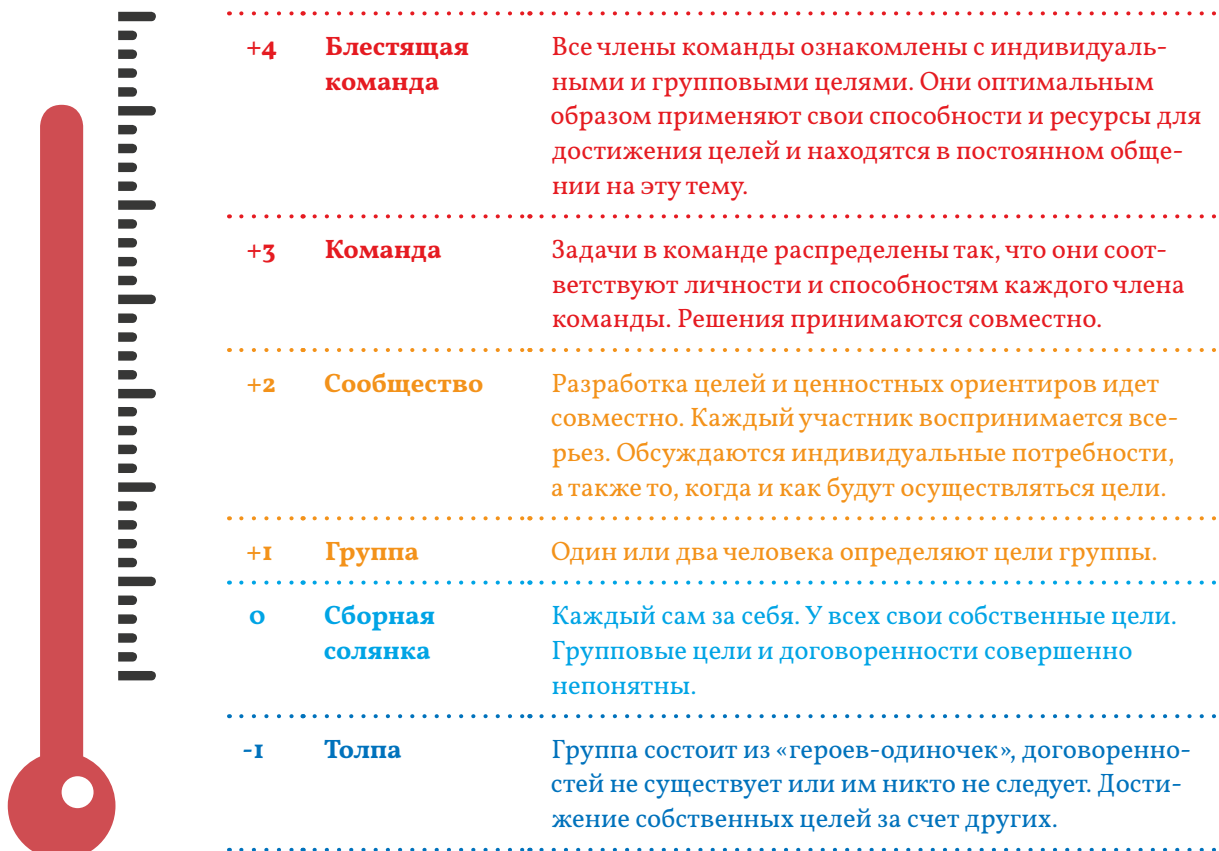 +4 Блестящая Все члены команды ознакомлены с индивидуаль-
команда ными и групповыми целями. Они оптимальным
образом применяют свои способности и ресурсы для
достижения целей и находятся в постоянном обще-
нии на эту тему.
+3 Команда Задачи в команде распределены так, что они соот-
ветствуют личности и способностям каждого члена
команды. Решения принимаются совместно.
+2 Сообщество Разработка целей и ценностных ориентиров идет
совместно. Каждый участник воспринимается все-
рьез. Обсуждаются индивидуальные потребности,
а также то, когда и как будут осуществляться цели.
+1 Группа Один или два человека определяют цели группы.
0 Сборная Каждый сам за себя. У всех свои собственные цели.
солянка Групповые цели и договоренности совершенно
непонятны.
-1 Толпа Группа состоит из «героев-одиночек», договоренно-
стей не существует или им никто не следует. Дости-
жение собственных целей за счет других.